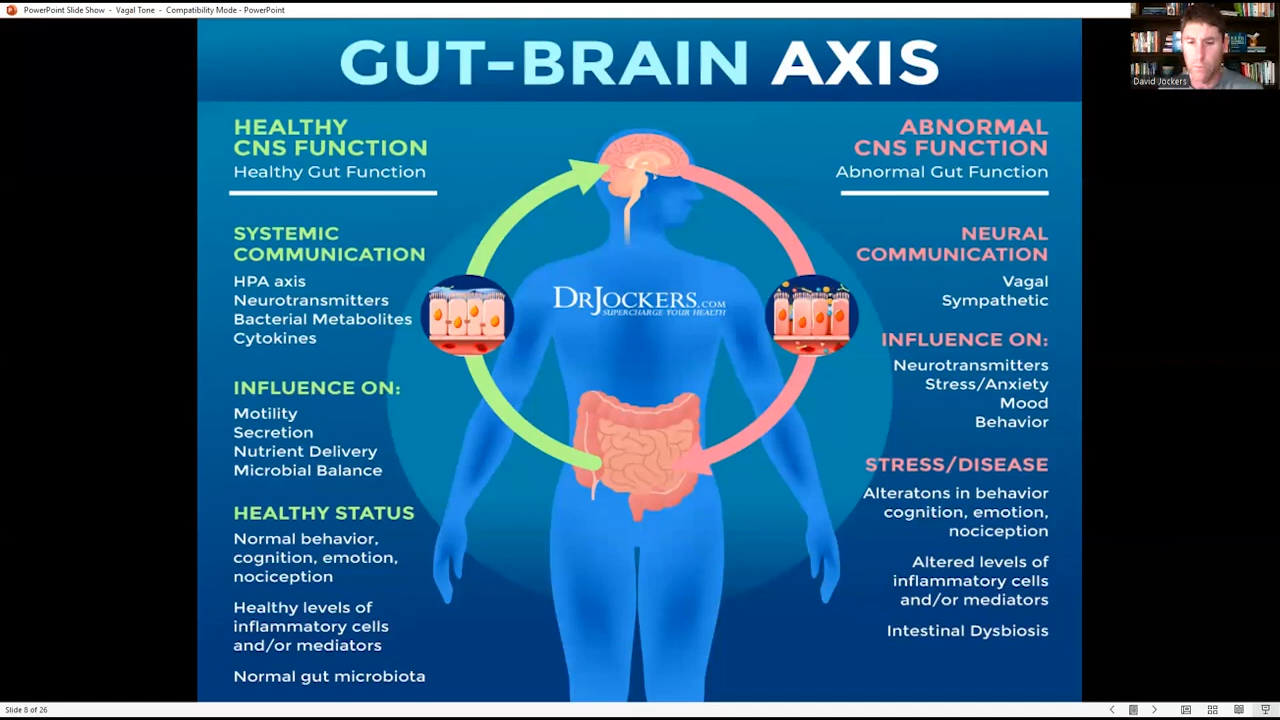 PowerPoint Slide Show - Vagal Tone - Compatibility Mode - PowerPoint
David Jockers
GUT-BRAIN AXIS
HEALTHY
CNS FUNCTION
Healthy Gut Function
SYSTEMIC
COMMUNICATION
HPA axis
Neurotransmitters
Bacterial Metabolites
Cytokines
INFLUENCE ON:
Motility
Secretion
Nutrient Delivery
Microbial Balance
HEALTHY STATUS
Normal behavior,
cognition, emotion,
nociception
Healthy levels of
inflammatory cells
and/or mediators
Normal gut microbiota
DRJOCKERS.COM
SUPERCHARGE YOUR HEALTH
ABNORMAL
CNS FUNCTION
Abnormal Gut Function
NEURAL
COMMUNICATION
Vagal
Sympathetic
INFLUENCE ON:
Neurotransmitters
Stress/Anxiety
Mood
Behavior
STRESS/DISEASE
Alteratons in behavior
cognition, emotion,
nociception
Altered levels of
inflammatory cells
and/or mediators
Intestinal Dysbiosis
Slide 8 of 26